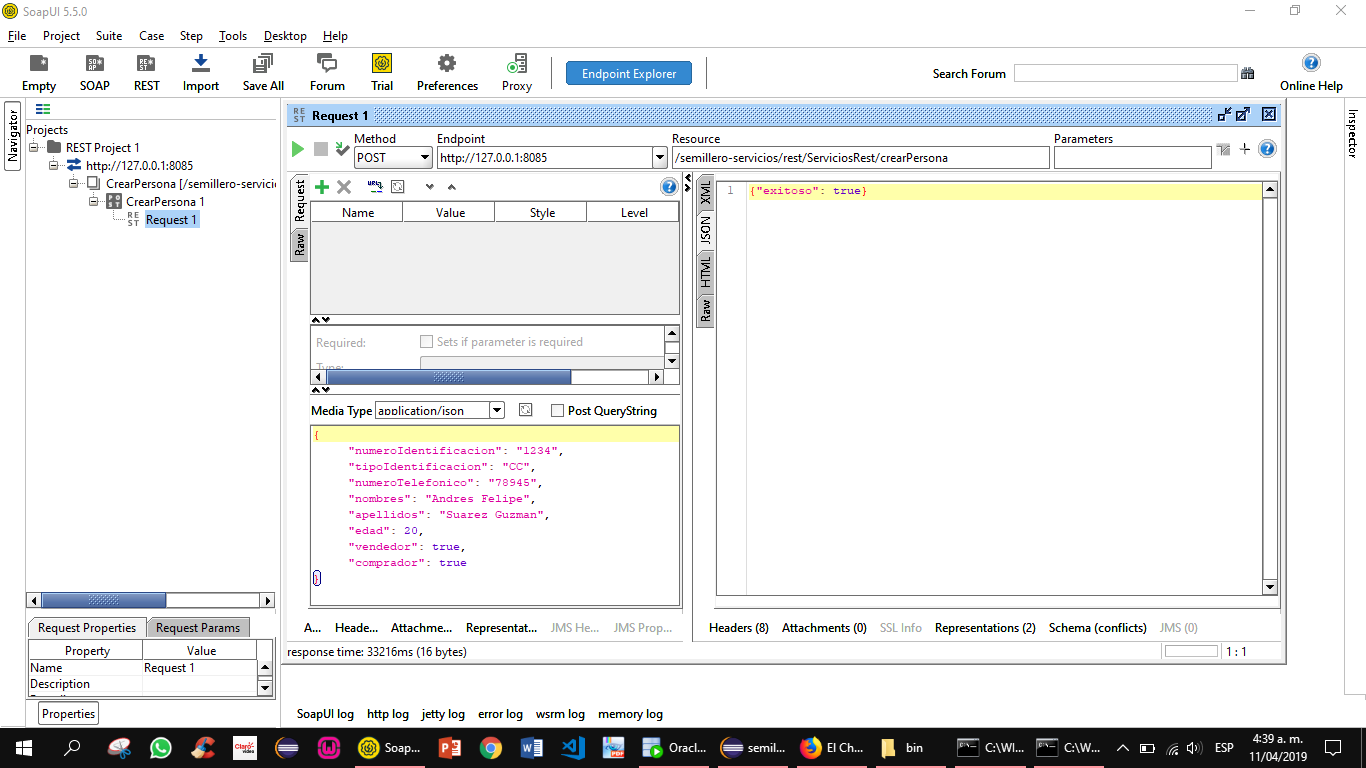 SoapUI 5.5.0
File Project Suite Case Step Tools Desktop Help
Empty SOAP REST Import Save All Forum Trial Preferences Proxy Endpoint Explorer Search Forum Online Help
Navigator
Projects
REST Project 1
http://127.0.0.1:8085
CrearPersona [/semillero-servicio
CrearPersona 1
Request 1
Request Properties Request Params
Property Value
Name Request 1
Description
Properties
Request 1
Method Endpoint Resource Parameters
POST http://127.0.0.1:8085 /semillero-servicios/rest/ServiciosRest/crearPersona
Request
Raw
Name Value Style Level
Required: Sets if parameter is required
Type:
Media Type application/json Post QueryString
{
"numeroIdentificacion": "1234",
"tipoIdentificacion": "CC",
"numeroTelefonico": "78945",
"nombres": "Andres Felipe",
"apellidos": "Suarez Guzman",
"edad": 20,
"vendedor": true,
"comprador": true
}
A... Heade... Attachme... Representat... JMS He... JMS Prop...
XML
JSON
HTML
Raw
1 {"exitoso": true}
Headers (8) Attachments (0) SSL Info Representations (2) Schema (conflicts) JMS (0)
response time: 33216ms (16 bytes) 1 : 1
Inspector
SoapUI log http log jetty log error log wsrm log memory log
Soap... Oracl... semil... El Ch... bin C:\WI... C:\W... ESP 4:39 a. m.
11/04/2019